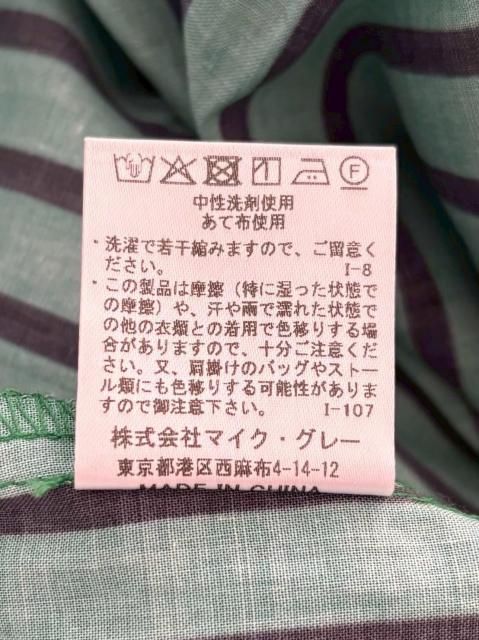 中性洗剤使用
あて布使用
・洗濯で若干縮みますので、ご留意く
ださい。 I-8
・この製品は摩擦（特に湿った状態で
の摩擦）や、汗や雨で濡れた状態で
の他の衣類との着用で色移りする場
合がありますので、十分ご注意くだ
さい。又、肩掛けのバッグやストー
ル類にも色移りする可能性がありま
すので御注意下さい。 I-107
株式会社マイク・グレー
東京都港区西麻布4-14-12
MADE IN CHINA